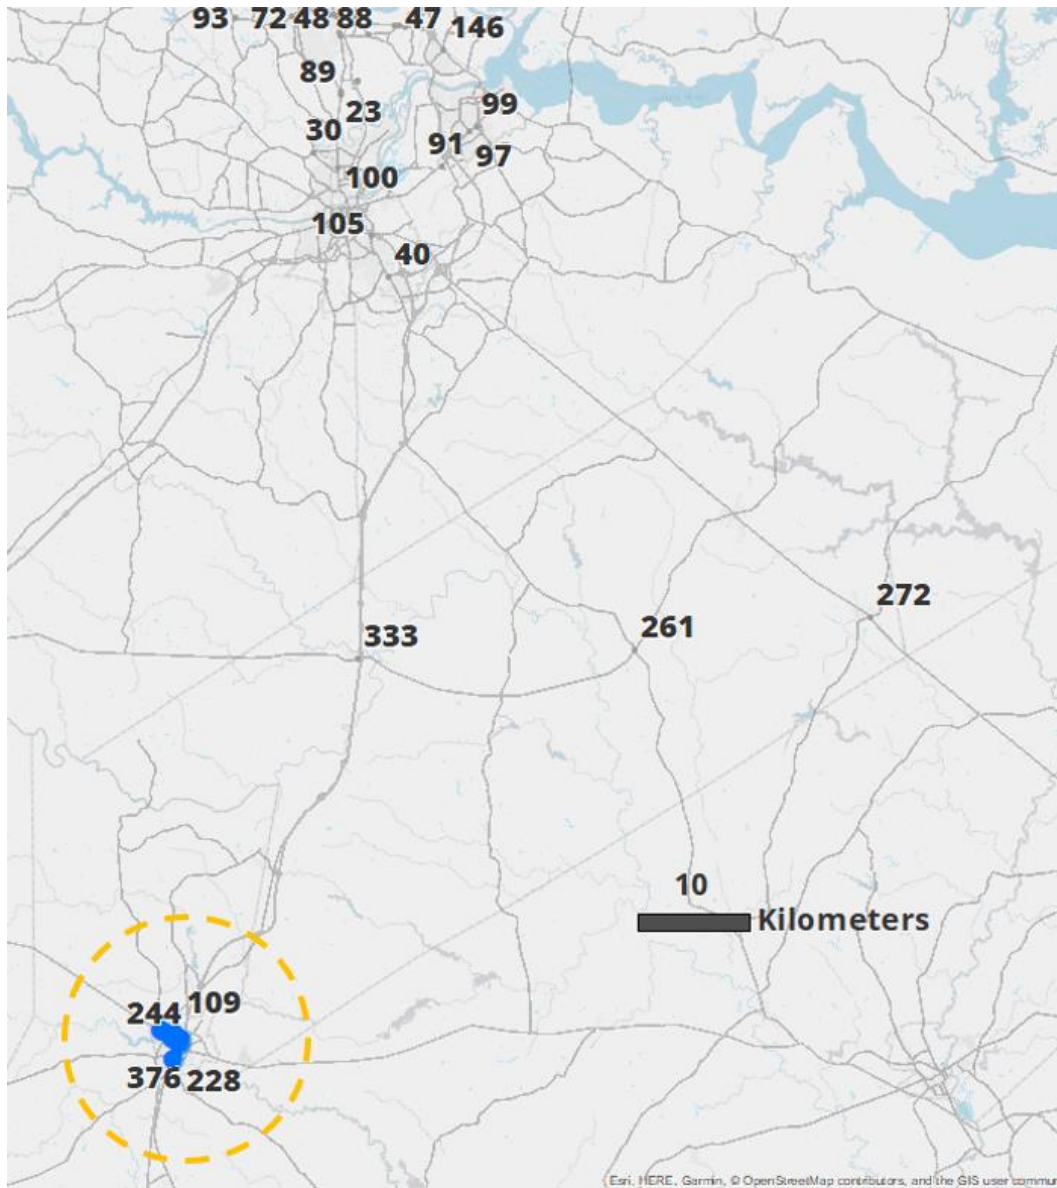 93 72 48 88 47 146
89
23 99
30 91 97
100
105
40
272
333 261
10
Kilometers
244 109
376 228
Esri, HERE, Garmin, © OpenStreetMap contributors, and the GIS user commun